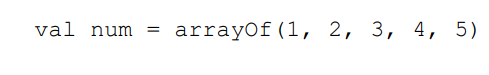 val num = arrayOf(1, 2, 3, 4, 5)